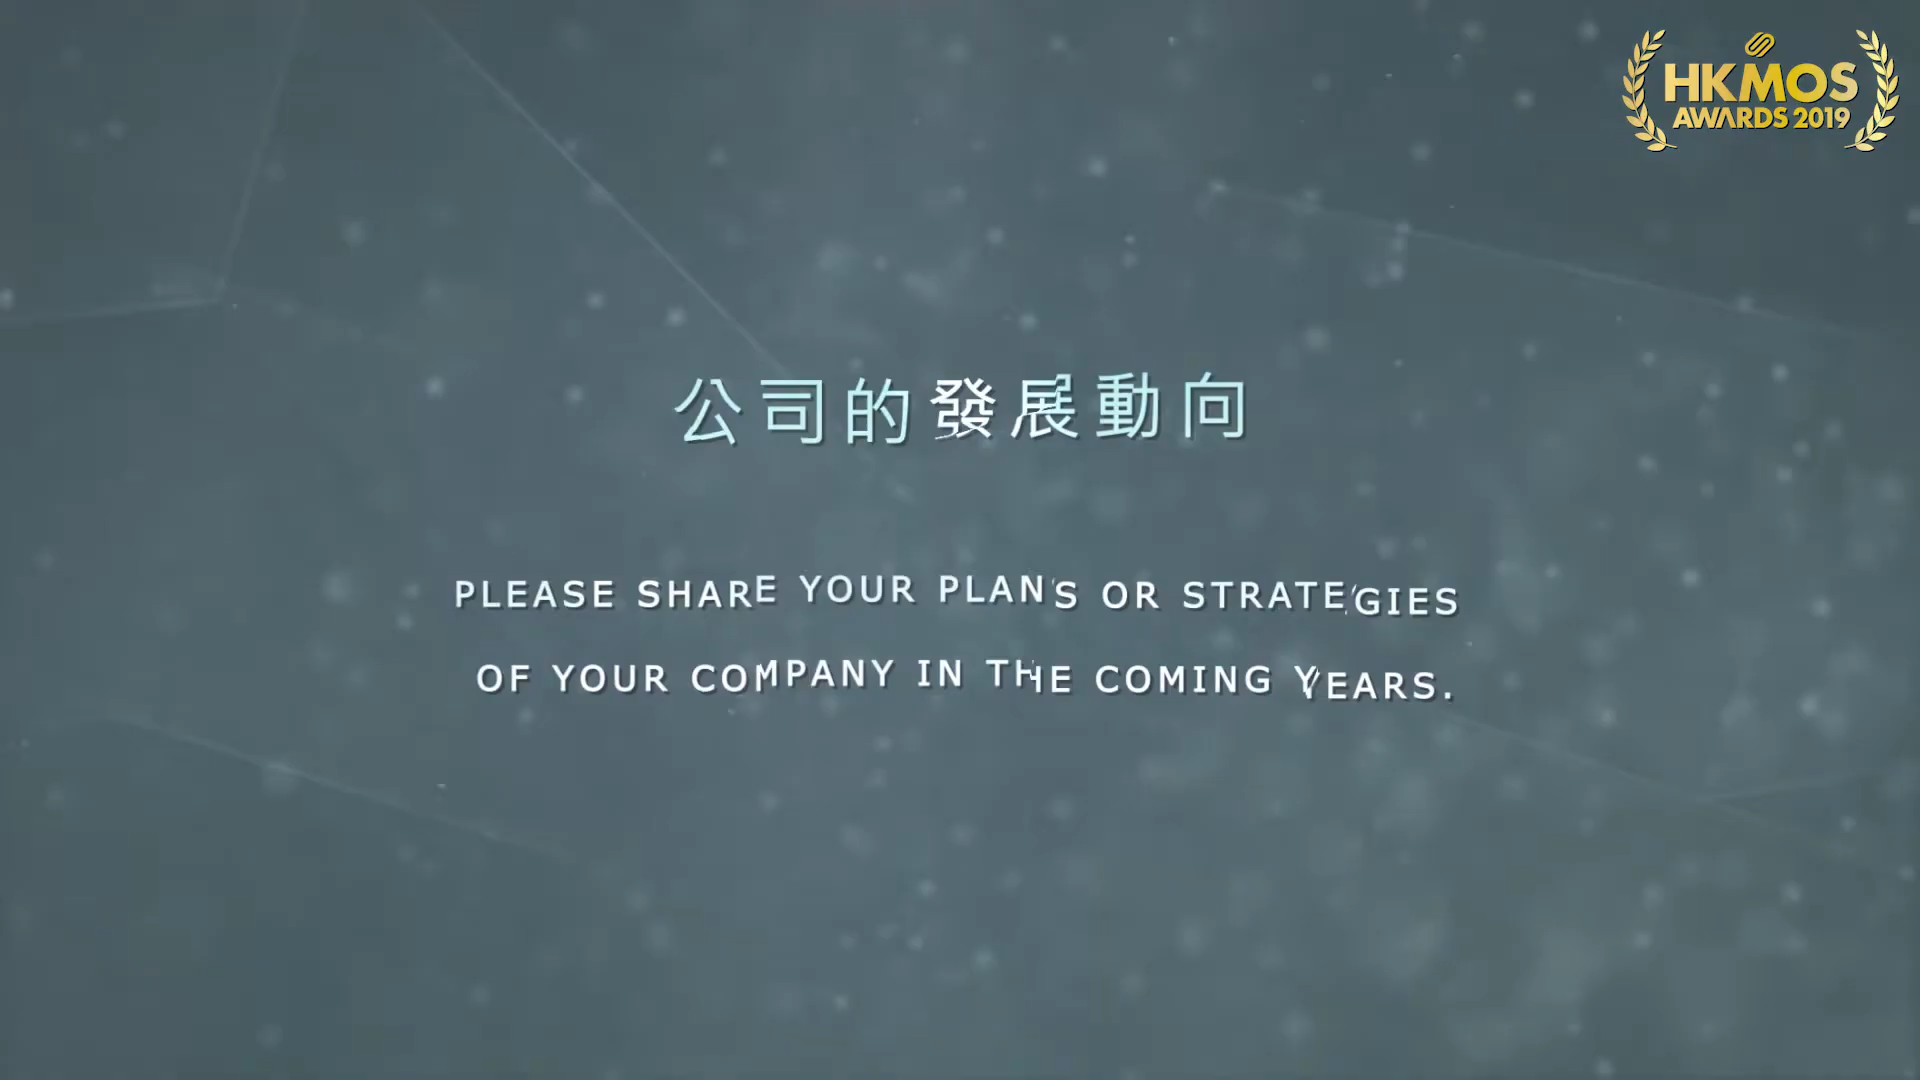 HKMOS
AWARDS 2019
公司的發展動向
PLEASE SHARE YOUR PLANS OR STRATEGIES
OF YOUR COMPANY IN THE COMING YEARS.